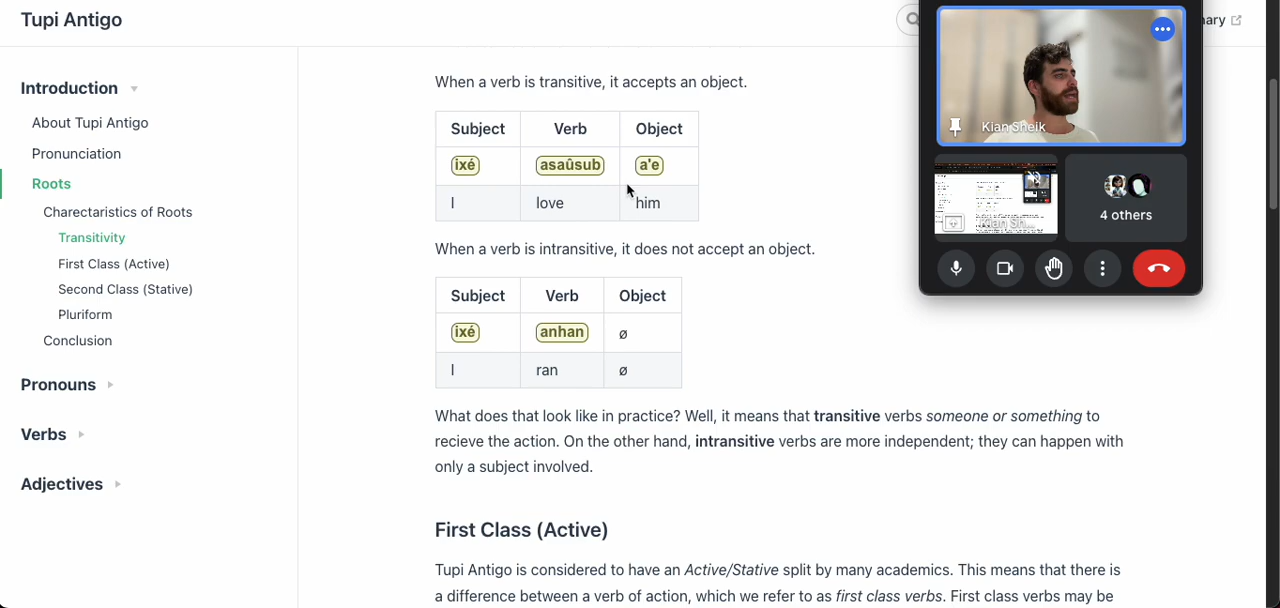 Tupi Antigo
ary
Introduction
About Tupi Antigo
Pronunciation
Roots
Charectaristics of Roots
Transitivity
First Class (Active)
Second Class (Stative)
Pluriform
Conclusion
Pronouns
Verbs
Adjectives
When a verb is transitive, it accepts an object.
Subject Verb Object
ixé asaûsub a'e
I love him
When a verb is intransitive, it does not accept an object.
Subject Verb Object
ixé anhan ø
I ran ø
What does that look like in practice? Well, it means that transitive verbs someone or something to
recieve the action. On the other hand, intransitive verbs are more independent; they can happen with
only a subject involved.
First Class (Active)
Tupi Antigo is considered to have an Active/Stative split by many academics. This means that there is
a difference between a verb of action, which we refer to as first class verbs. First class verbs may be
Kian Sheik
Kian Sh...
4 others